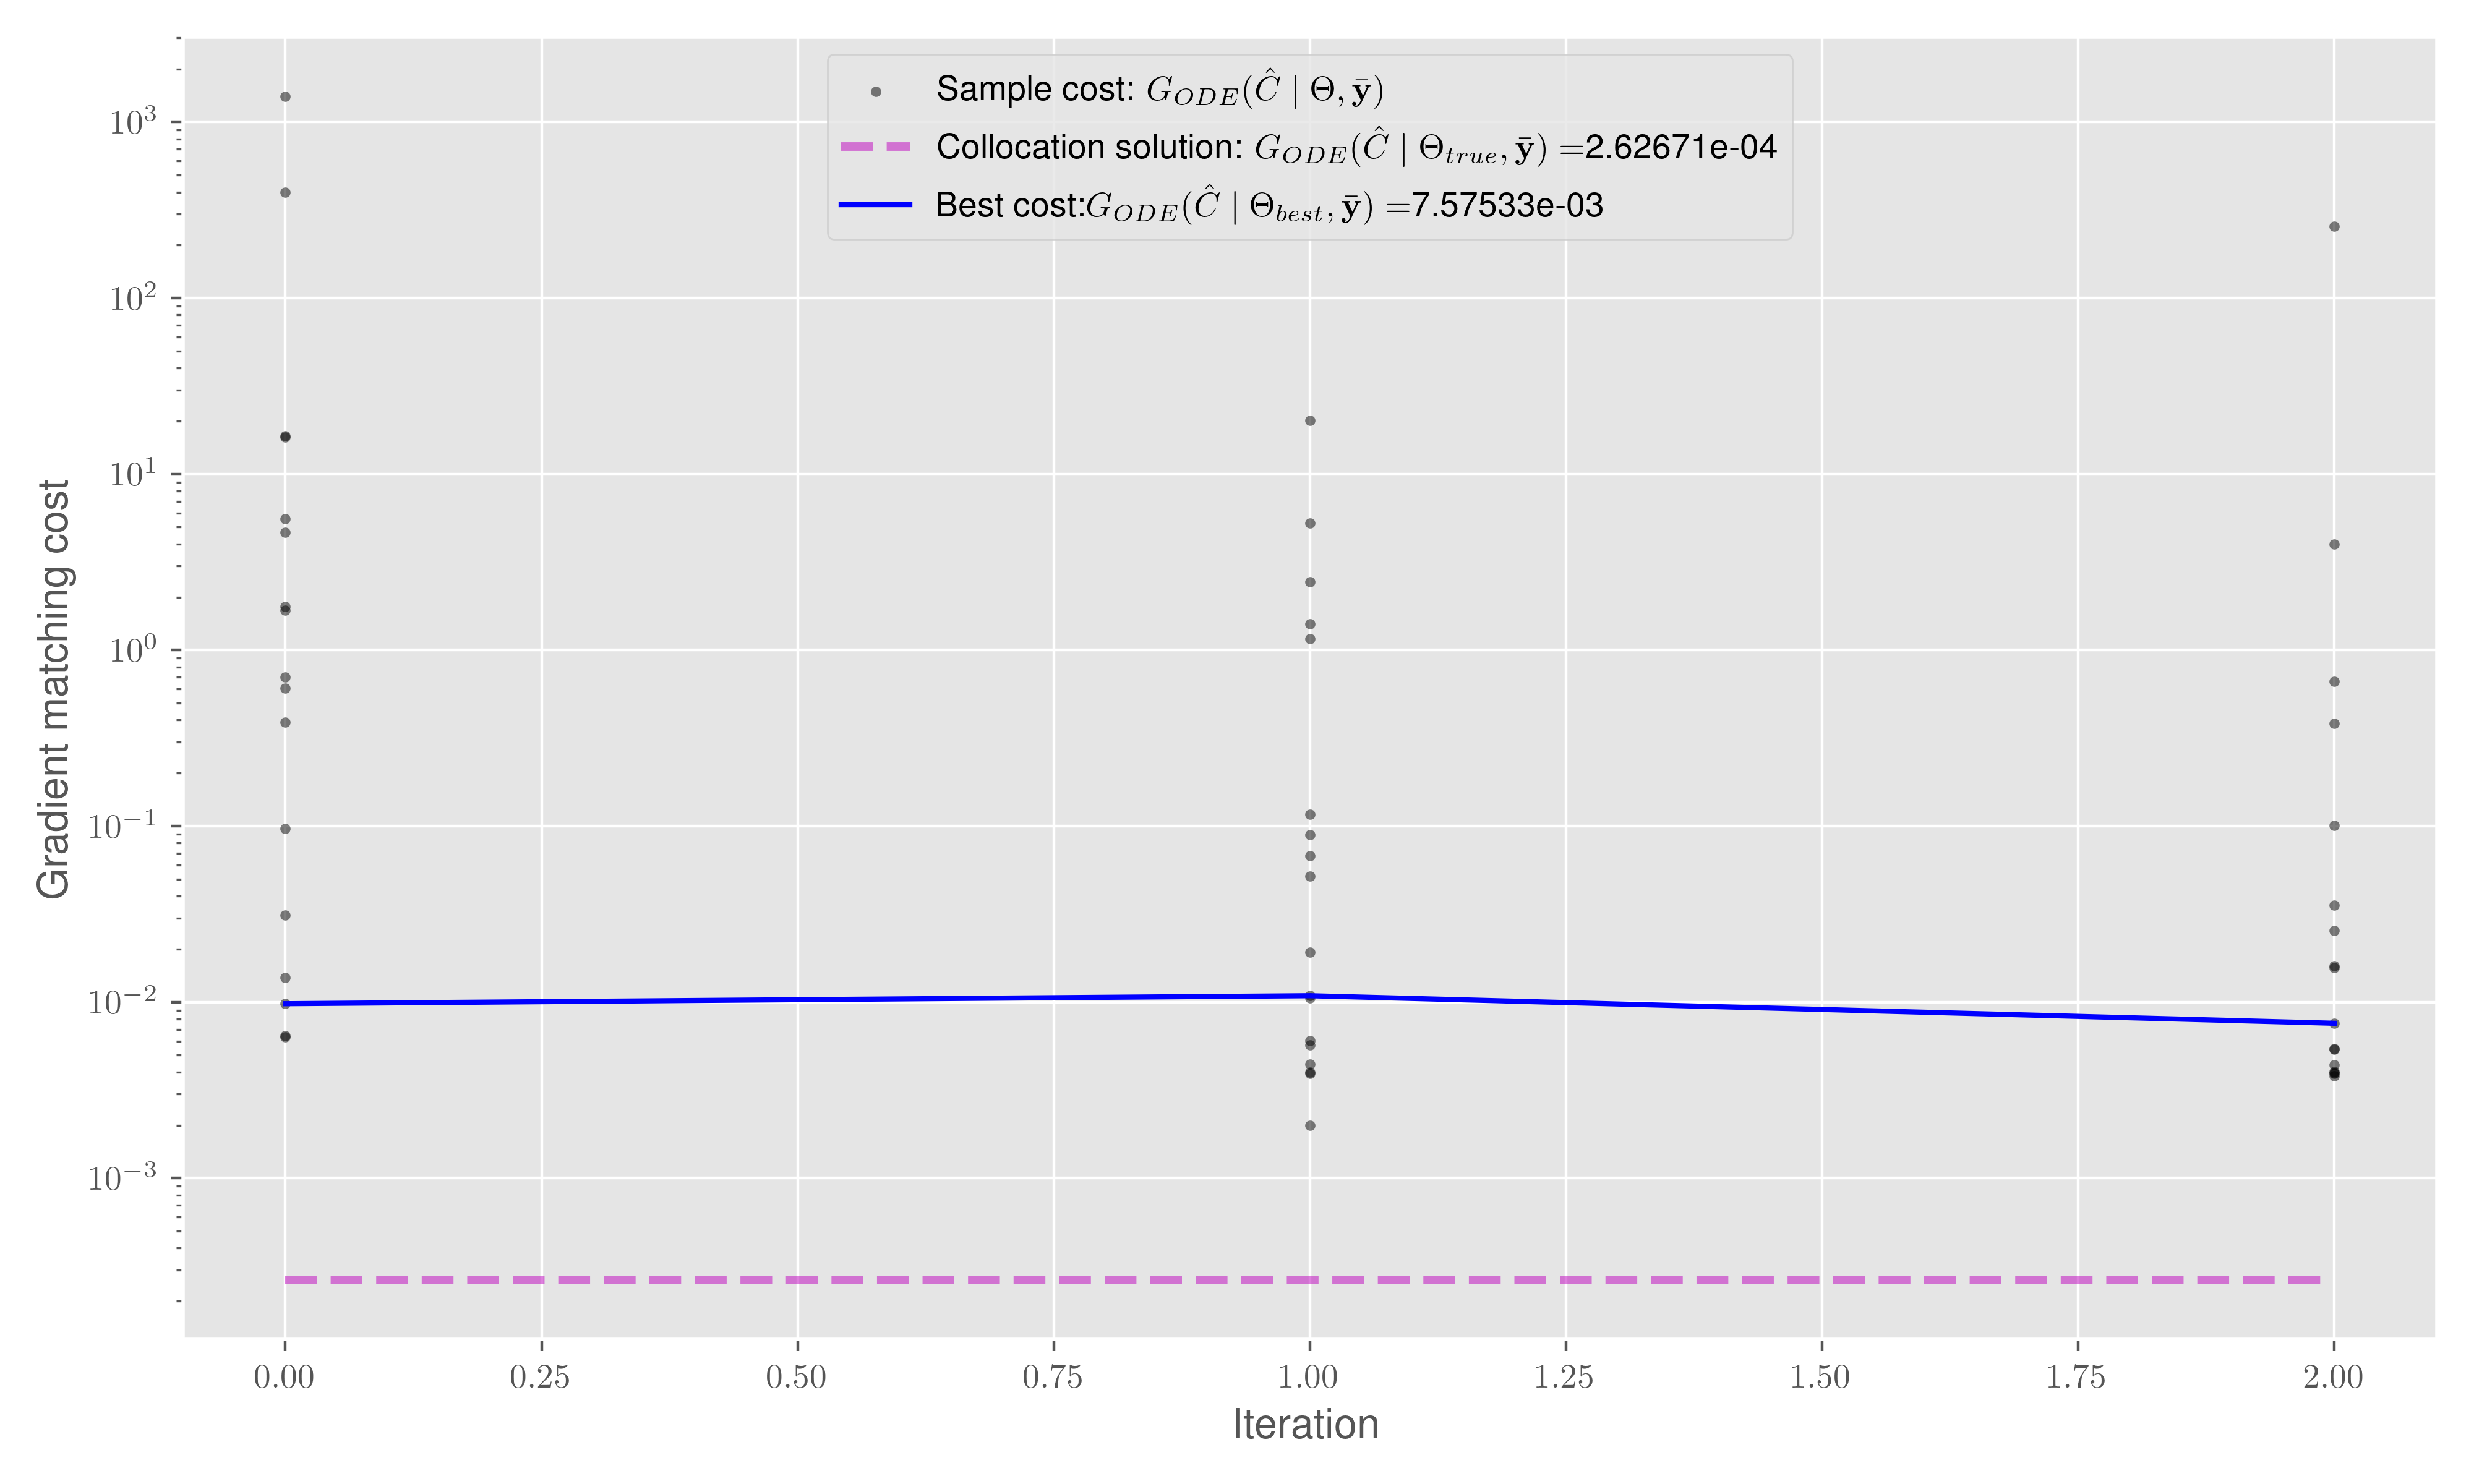 Sample cost: G_{ODE}(Ĉ | Θ, ȳ)
Collocation solution: G_{ODE}(Ĉ | Θ_{true}, ȳ) =2.62671e-04
Best cost:G_{ODE}(Ĉ | Θ_{best}, ȳ) =7.57533e-03
10^3
10^2
10^1
10^0
10^{-1}
10^{-2}
10^{-3}
Gradient matching cost
0.00 0.25 0.50 0.75 1.00 1.25 1.50 1.75 2.00
Iteration